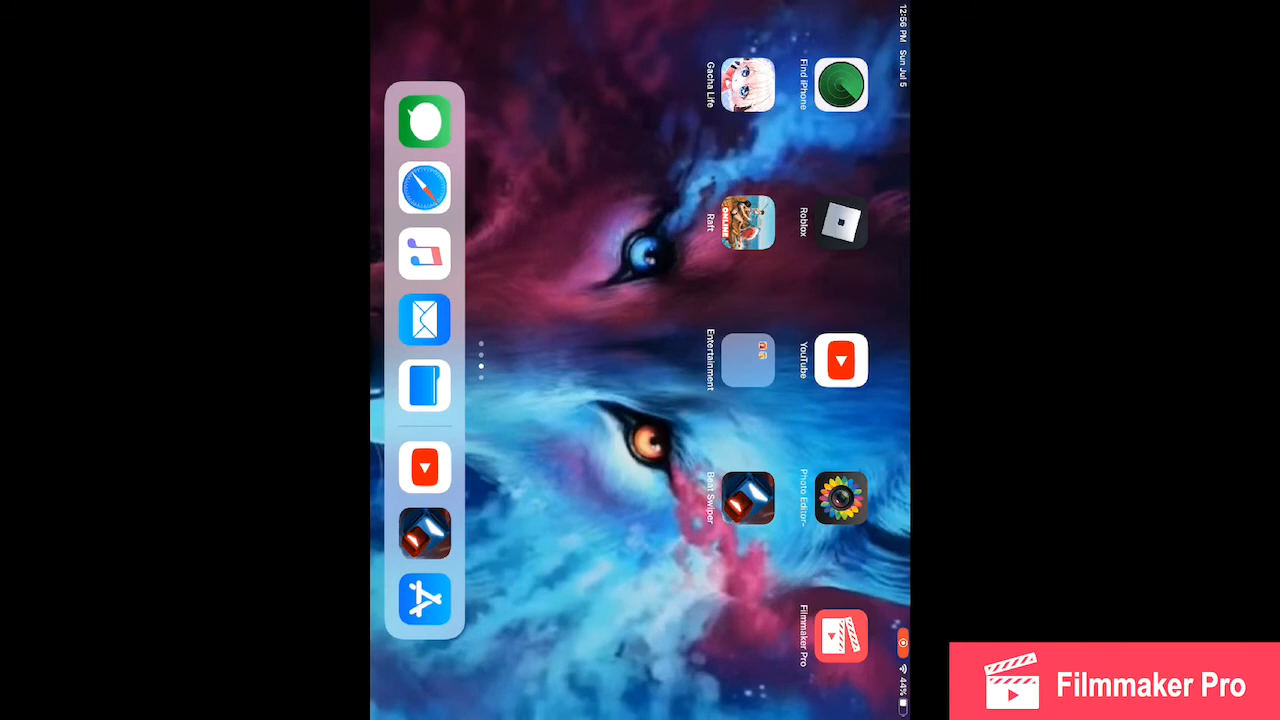 12:56 PM Sun Jul 5
44%
Find iPhone
Roblox
YouTube
Photo Editor-
Filmmaker Pro
Gacha Life
Raft
Entertainment
Beat Swiper
ONLINE
Filmmaker Pro